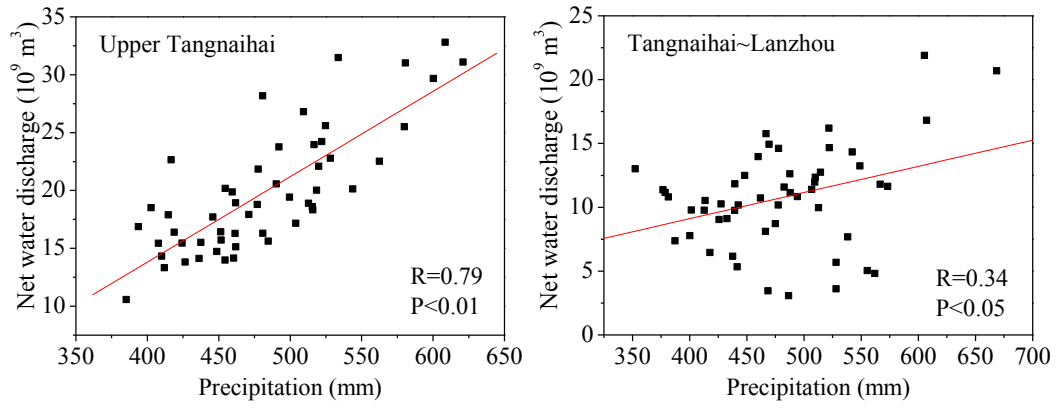 Upper Tangnaihai
Net water discharge (10⁹ m³)
35
30
25
20
15
10
R=0.79
P<0.01
350 400 450 500 550 600 650
Precipitation (mm)
Tangnaihai~Lanzhou
Net water discharge (10⁹ m³)
25
20
15
10
5
0
R=0.34
P<0.05
350 400 450 500 550 600 650 700
Precipitation (mm)